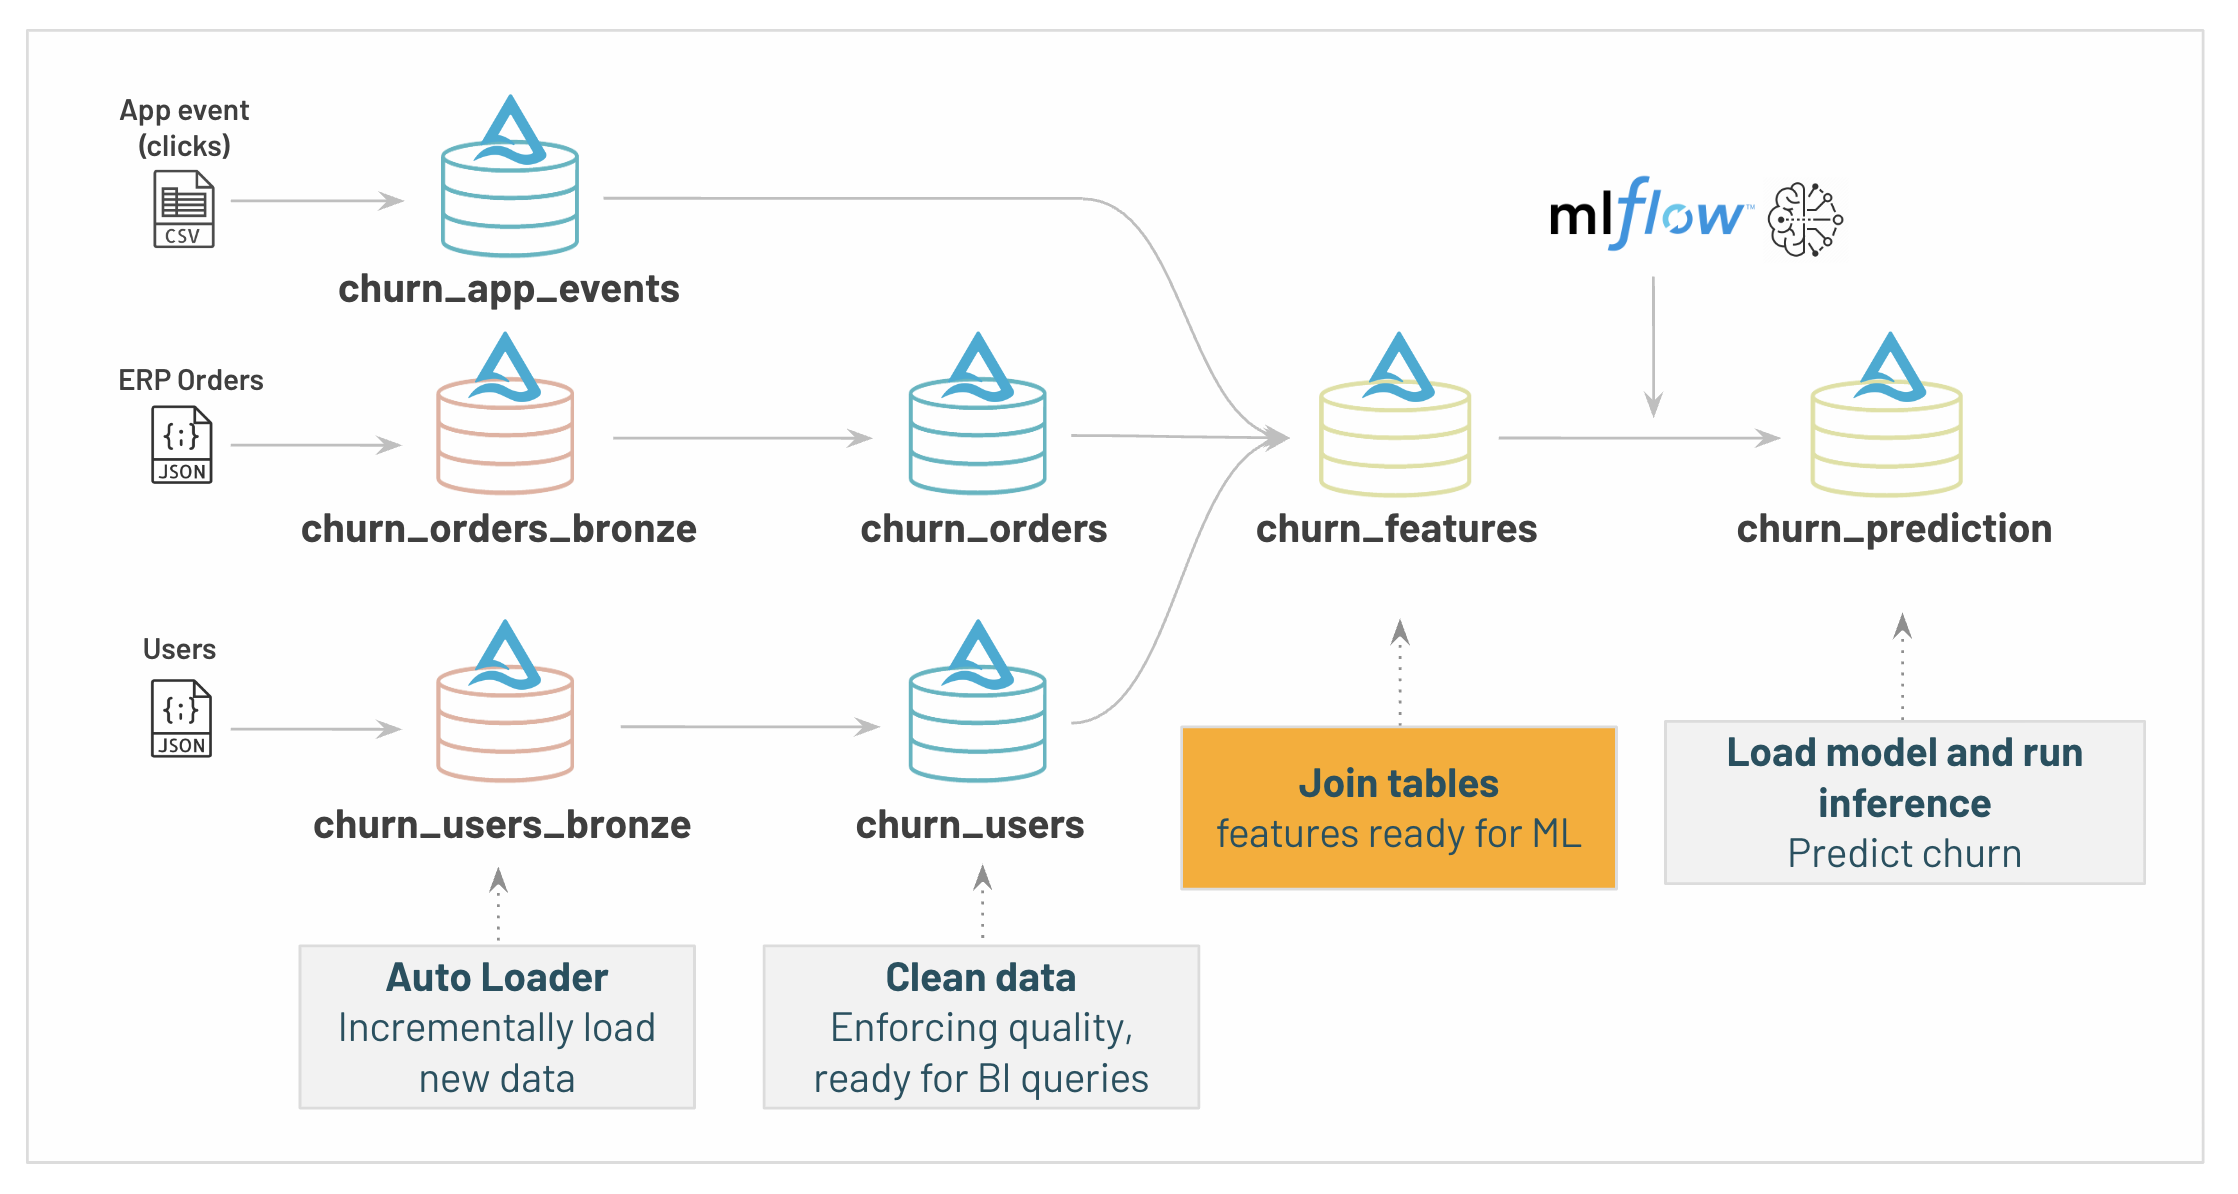 App event
(clicks)
CSV
churn_app_events
mlflow™
ERP Orders
{;}
JSON
churn_orders_bronze
churn_orders
churn_features
churn_prediction
Users
{;}
JSON
churn_users_bronze
churn_users
Join tables
features ready for ML
Load model and run
inference
Predict churn
Auto Loader
Incrementally load
new data
Clean data
Enforcing quality,
ready for BI queries